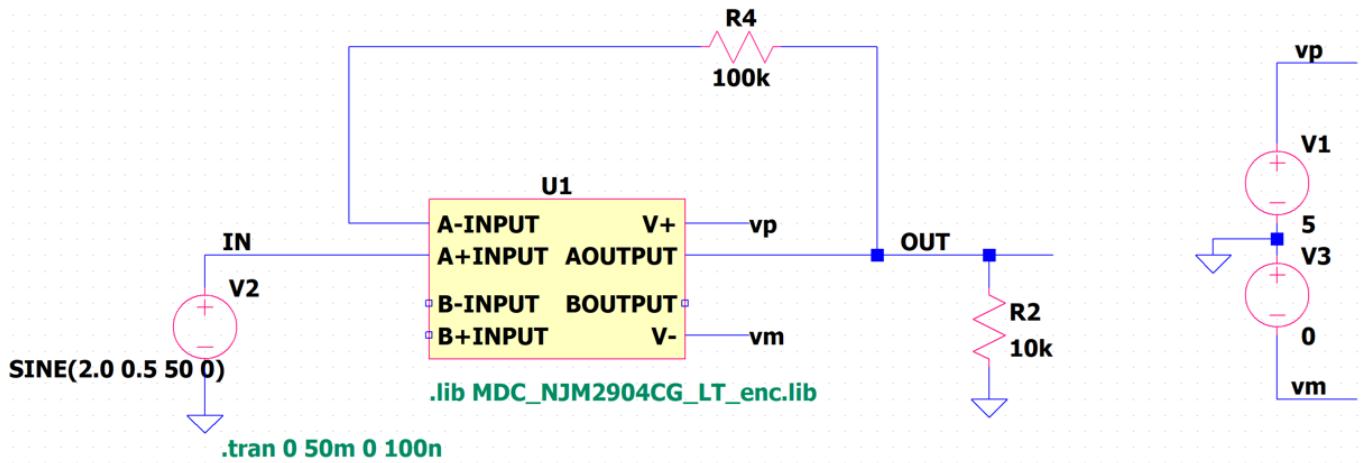 R4
100k
vp
V1
5
V3
0
vm
U1
A-INPUT V+
vp
IN
A+INPUT AOUTPUT
OUT
V2
B-INPUT BOUTPUT
B+INPUT V-
vm
R2
10k
SINE(2.0 0.5 50 0)
.lib MDC_NJM2904CG_LT_enc.lib
.tran 0 50m 0 100n